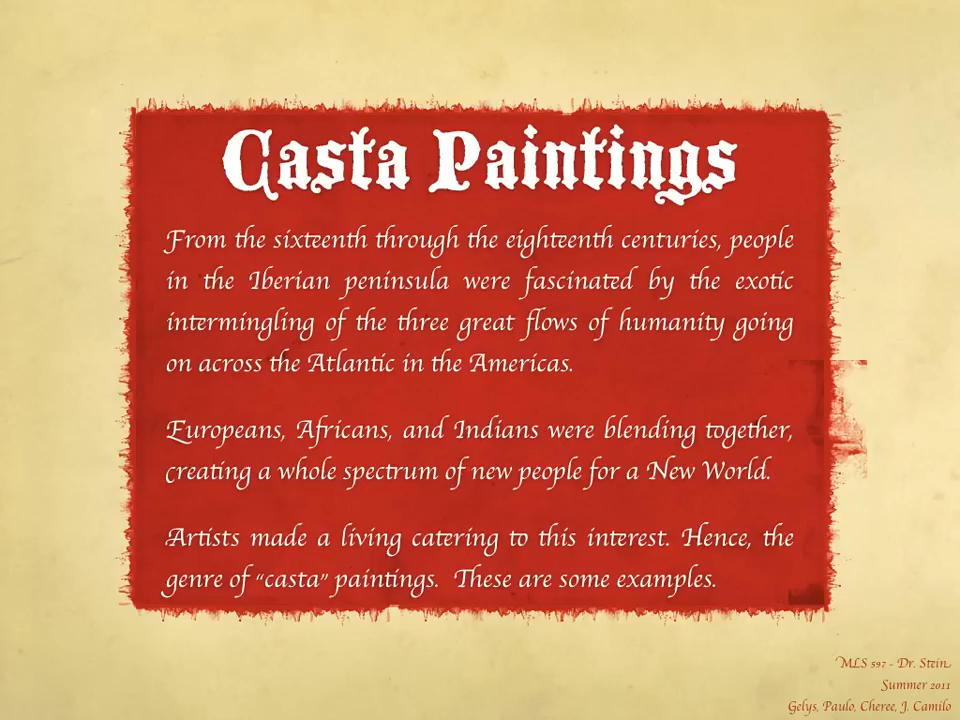 Casta Paintings
From the sixteenth through the eighteenth centuries, people
in the Iberian peninsula were fascinated by the exotic
intermingling of the three great flows of humanity going
on across the Atlantic in the Americas.
Europeans, Africans, and Indians were blending together,
creating a whole spectrum of new people for a New World.
Artists made a living catering to this interest. Hence, the
genre of “casta” paintings. These are some examples.
MLS 597 - Dr. Stein
Summer 2011
Gelys, Paulo, Cheree, J. Camilo